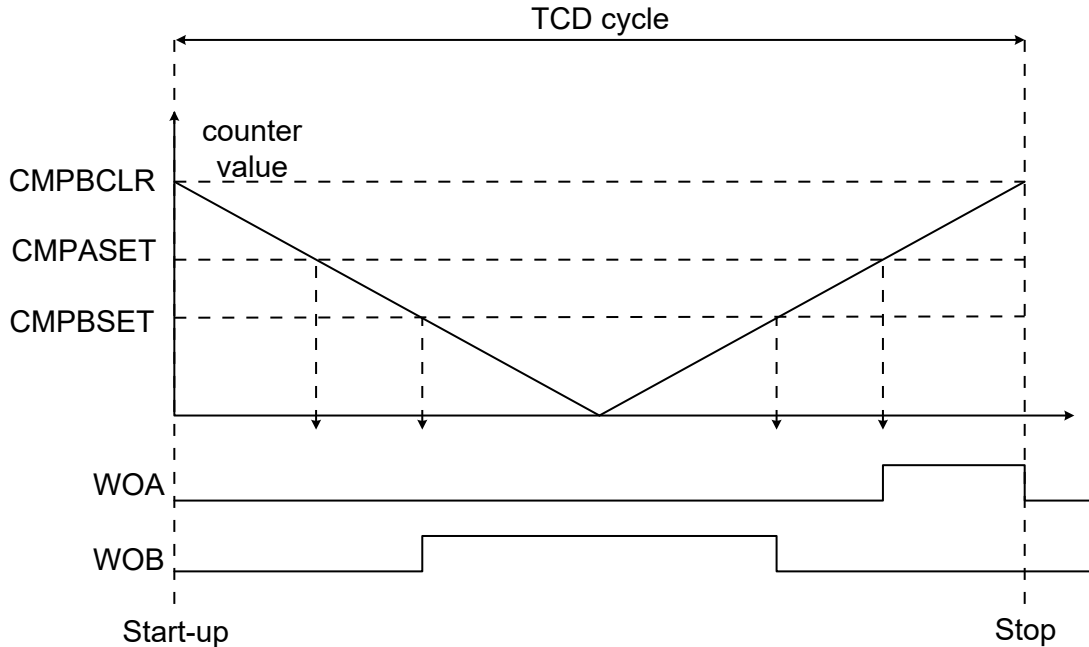 TCD cycle
counter
value
CMPBCLR
CMPASET
CMPBSET
WOA
WOB
Start-up
Stop